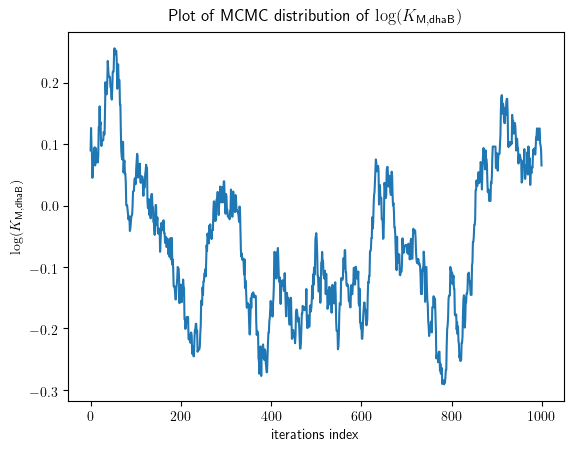 Plot of MCMC distribution of log(K_M,dhaB)
log(K_M,dhaB)
0.2
0.1
0.0
−0.1
−0.2
−0.3
0 200 400 600 800 1000
iterations index